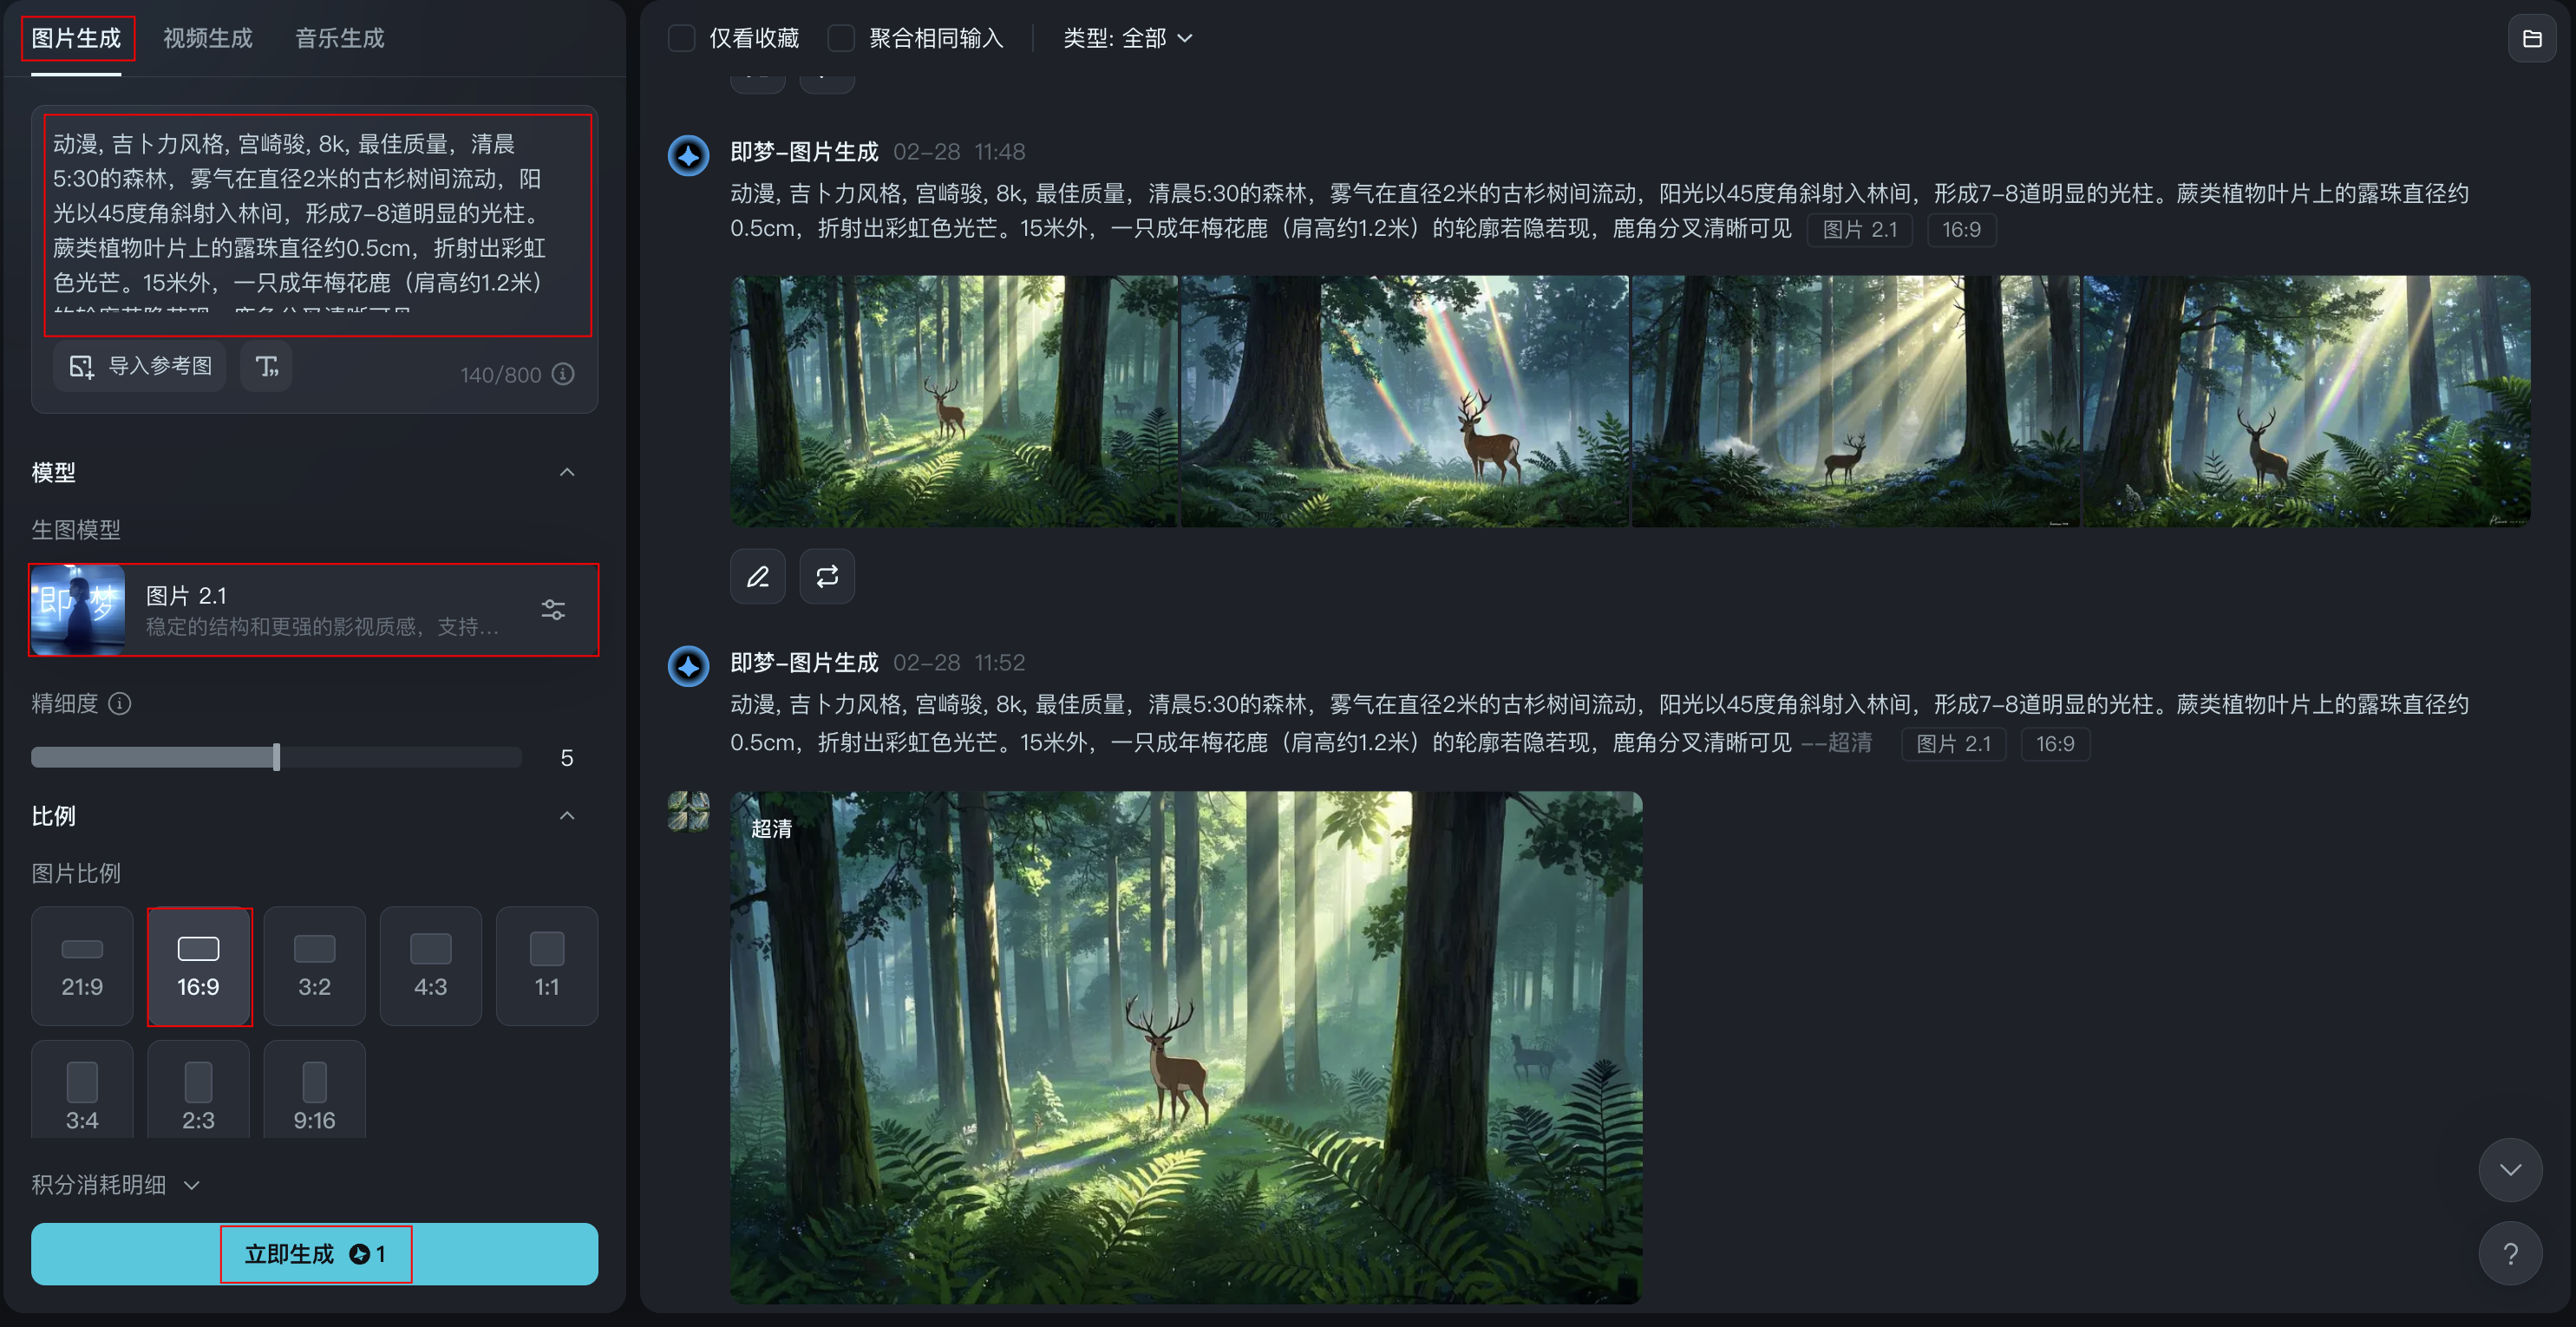 图片生成
视频生成
音乐生成
动漫, 吉卜力风格, 宫崎骏, 8k, 最佳质量，清晨
5:30的森林，雾气在直径2米的古杉树间流动，阳
光以45度角斜射入林间，形成7-8道明显的光柱。
蕨类植物叶片上的露珠直径约0.5cm，折射出彩虹
色光芒。15米外，一只成年梅花鹿（肩高约1.2米）
的轮廓若隐若现，鹿角分叉清晰可见
导入参考图
140/800
模型
生图模型
即梦
图片 2.1
稳定的结构和更强的影视质感，支持...
精细度
5
比例
图片比例
21:9
16:9
3:2
4:3
1:1
3:4
2:3
9:16
积分消耗明细
立即生成 1
仅看收藏
聚合相同输入
类型: 全部
即梦-图片生成 02-28 11:48
动漫, 吉卜力风格, 宫崎骏, 8k, 最佳质量，清晨5:30的森林，雾气在直径2米的古杉树间流动，阳光以45度角斜射入林间，形成7-8道明显的光柱。蕨类植物叶片上的露珠直径约
0.5cm，折射出彩虹色光芒。15米外，一只成年梅花鹿（肩高约1.2米）的轮廓若隐若现，鹿角分叉清晰可见 图片 2.1 16:9
即梦-图片生成 02-28 11:52
动漫, 吉卜力风格, 宫崎骏, 8k, 最佳质量，清晨5:30的森林，雾气在直径2米的古杉树间流动，阳光以45度角斜射入林间，形成7-8道明显的光柱。蕨类植物叶片上的露珠直径约
0.5cm，折射出彩虹色光芒。15米外，一只成年梅花鹿（肩高约1.2米）的轮廓若隐若现，鹿角分叉清晰可见 --超清 图片 2.1 16:9
超清